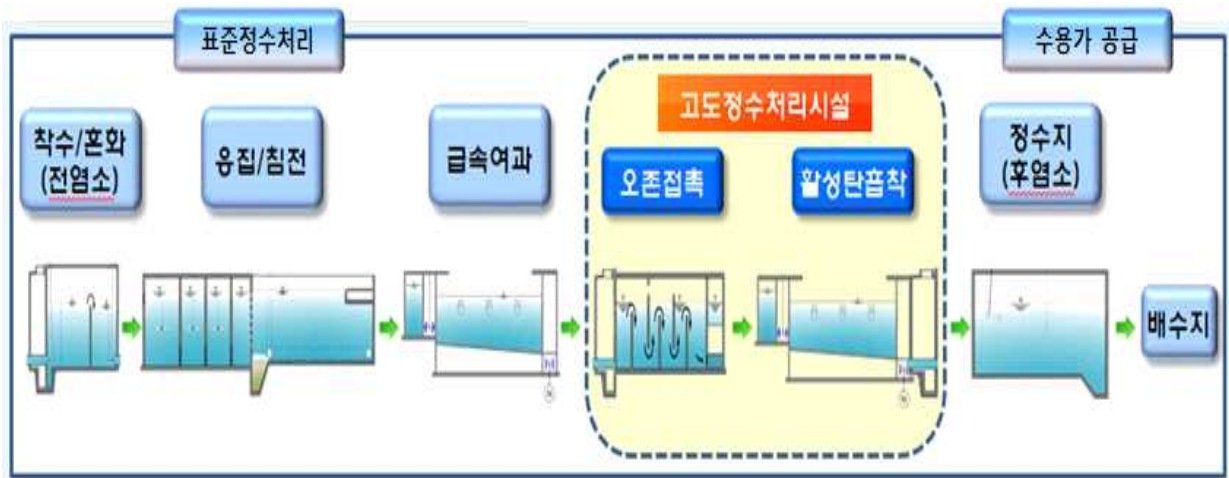 표준정수처리
수용가 공급
고도정수처리시설
착수/혼화
(전염소)
응집/침전
급속여과
오존접촉
활성탄흡착
정수지
(후염소)
배수지